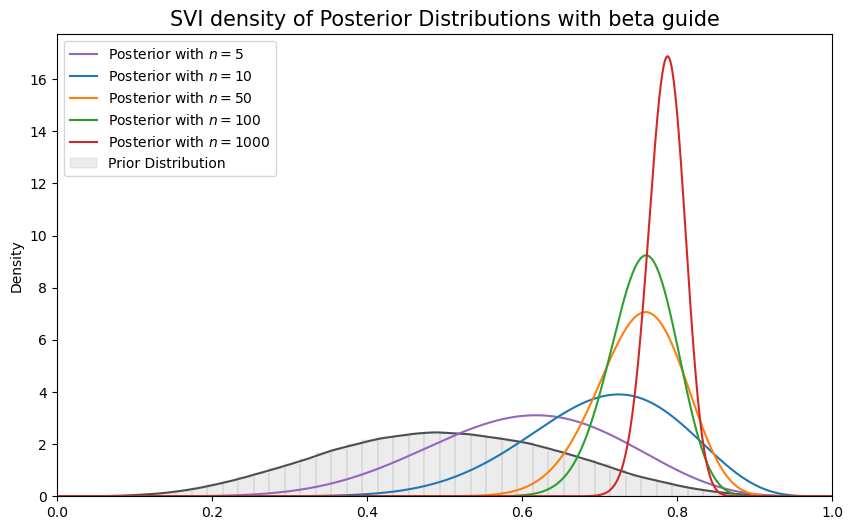 SVI density of Posterior Distributions with beta guide
Posterior with n = 5
Posterior with n = 10
Posterior with n = 50
Posterior with n = 100
Posterior with n = 1000
Prior Distribution
Density
16
14
12
10
8
6
4
2
0
0.0 0.2 0.4 0.6 0.8 1.0